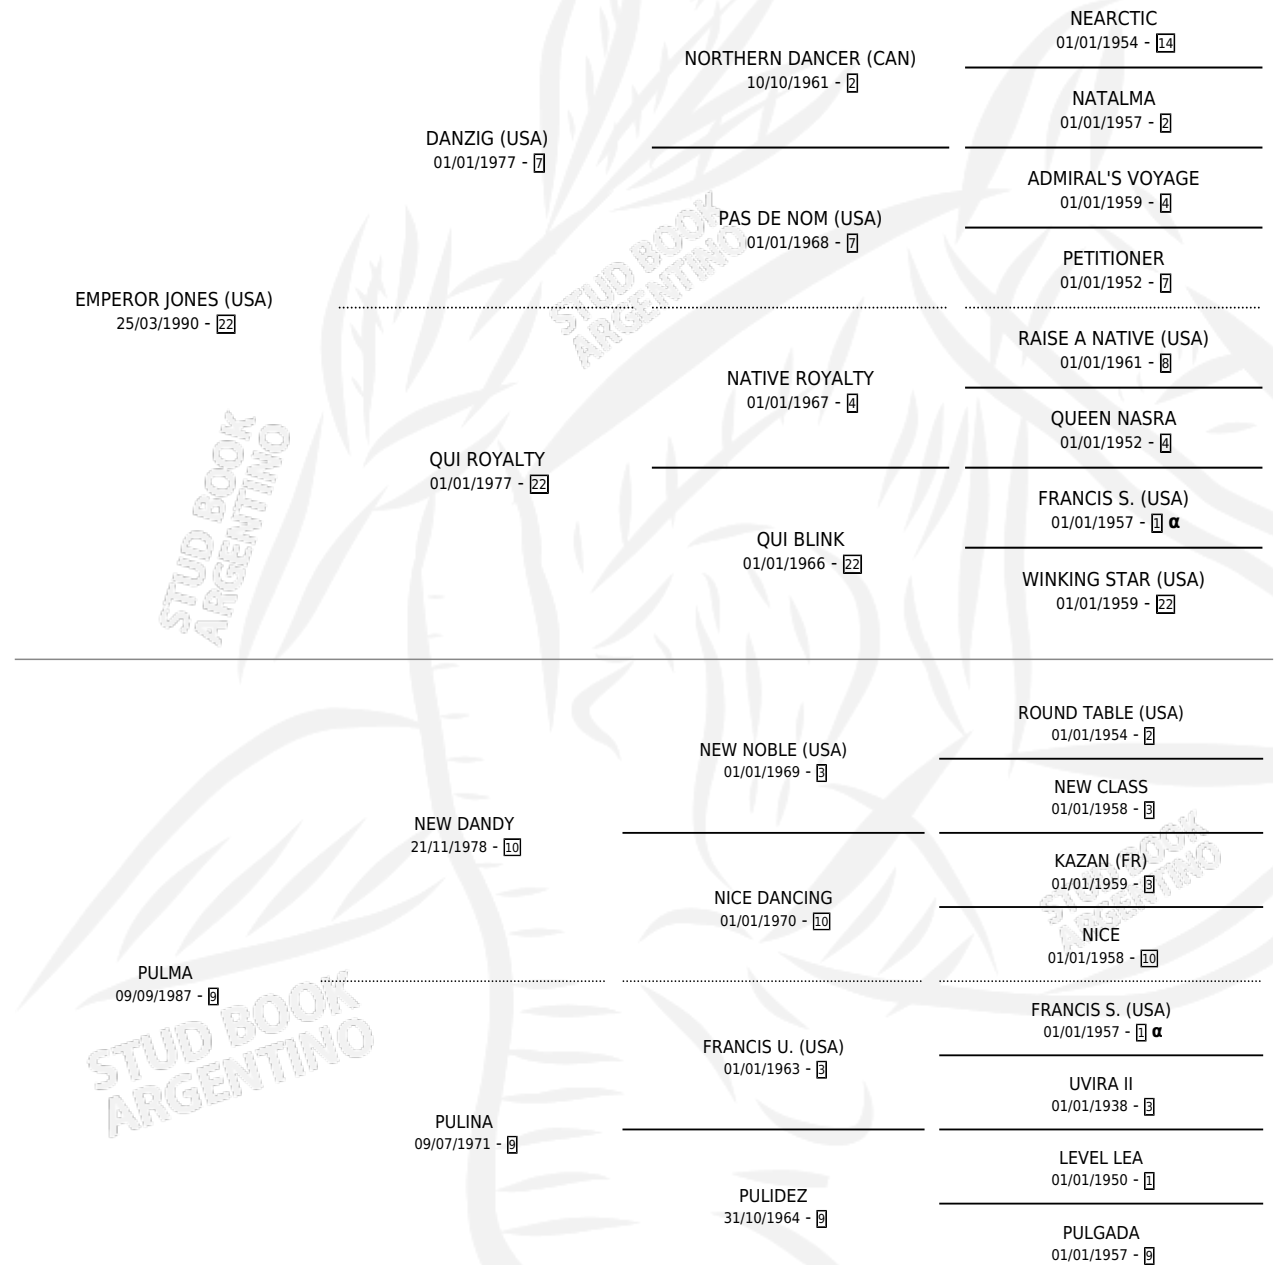 NEARCTIC
01/01/1954 - 14
NORTHERN DANCER (CAN)
10/10/1961 - 2
NATALMA
01/01/1957 - 2
DANZIG (USA)
01/01/1977 - 7
ADMIRAL'S VOYAGE
01/01/1959 - 4
PAS DE NOM (USA)
01/01/1968 - 7
PETITIONER
01/01/1952 - 7
EMPEROR JONES (USA)
25/03/1990 - 22
RAISE A NATIVE (USA)
01/01/1961 - 8
NATIVE ROYALTY
01/01/1967 - 4
QUEEN NASRA
01/01/1952 - 4
QUI ROYALTY
01/01/1977 - 22
FRANCIS S. (USA)
01/01/1957 - 1 α
QUI BLINK
01/01/1966 - 22
WINKING STAR (USA)
01/01/1959 - 22
ROUND TABLE (USA)
01/01/1954 - 2
NEW NOBLE (USA)
01/01/1969 - 3
NEW CLASS
01/01/1958 - 3
NEW DANDY
21/11/1978 - 10
KAZAN (FR)
01/01/1959 - 3
NICE DANCING
01/01/1970 - 10
NICE
01/01/1958 - 10
PULMA
09/09/1987 - 9
FRANCIS S. (USA)
01/01/1957 - 1 α
FRANCIS U. (USA)
01/01/1963 - 3
UVIRA II
01/01/1938 - 3
PULINA
09/07/1971 - 9
LEVEL LEA
01/01/1950 - 1
PULIDEZ
31/10/1964 - 9
PULGADA
01/01/1957 - 9
STUD BOOK
ARGENTINO
STUD BOOK
ARGENTINO
STUD BOOK
ARGENTINO
STUD BOOK
ARGENTINO